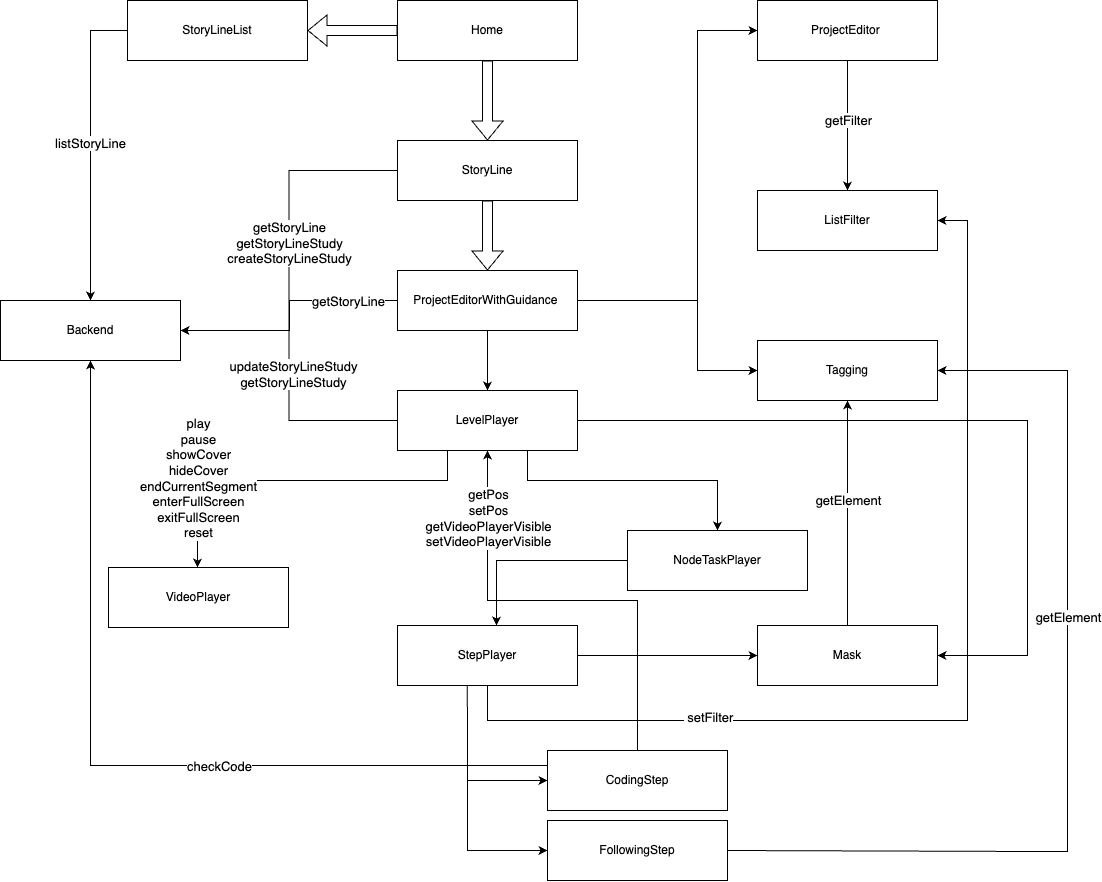 StoryLineList
Home
ProjectEditor
getFilter
listStoryLine
StoryLine
ListFilter
getStoryLine
getStoryLineStudy
createStoryLineStudy
getStoryLine
ProjectEditorWithGuidance
Backend
updateStoryLineStudy
getStoryLineStudy
Tagging
LevelPlayer
play
pause
showCover
hideCover
endCurrentSegment
enterFullScreen
exitFullScreen
reset
getPos
setPos
getVideoPlayerVisible
setVideoPlayerVisible
getElement
NodeTaskPlayer
VideoPlayer
getElement
StepPlayer
Mask
setFilter
checkCode
CodingStep
FollowingStep